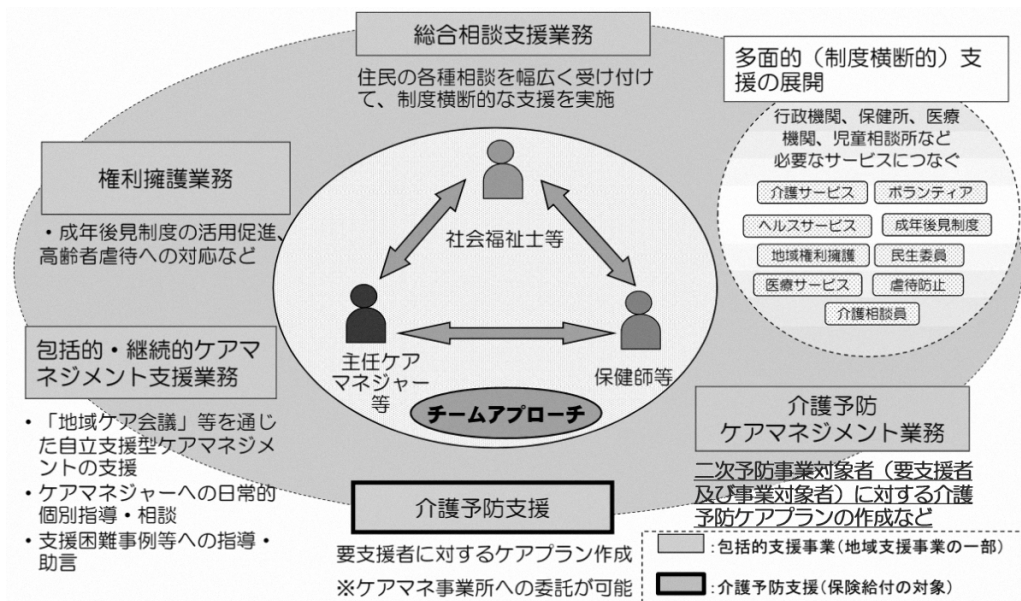 総合相談支援業務
住民の各種相談を幅広く受け付け
て、制度横断的な支援を実施
多面的（制度横断的）支
援の展開
行政機関、保健所、医療
機関、児童相談所など
必要なサービスにつなぐ
介護サービス
ボランティア
ヘルスサービス
成年後見制度
地域権利擁護
民生委員
医療サービス
虐待防止
介護相談員
権利擁護業務
・成年後見制度の活用促進、
高齢者虐待への対応など
社会福祉士等
主任ケア
マネジャー
等
保健師等
チームアプローチ
包括的・継続的ケアマ
ネジメント支援業務
・「地域ケア会議」等を通じ
た自立支援型ケアマネジメ
ントの支援
・ケアマネジャーへの日常的
個別指導・相談
・支援困難事例等への指導・
助言
介護予防
ケアマネジメント業務
二次予防事業対象者（要支援者
及び事業対象者）に対する介護
予防ケアプランの作成など
介護予防支援
要支援者に対するケアプラン作成
※ケアマネ事業所への委託が可能
：包括的支援事業（地域支援事業の一部）
：介護予防支援（保険給付の対象）